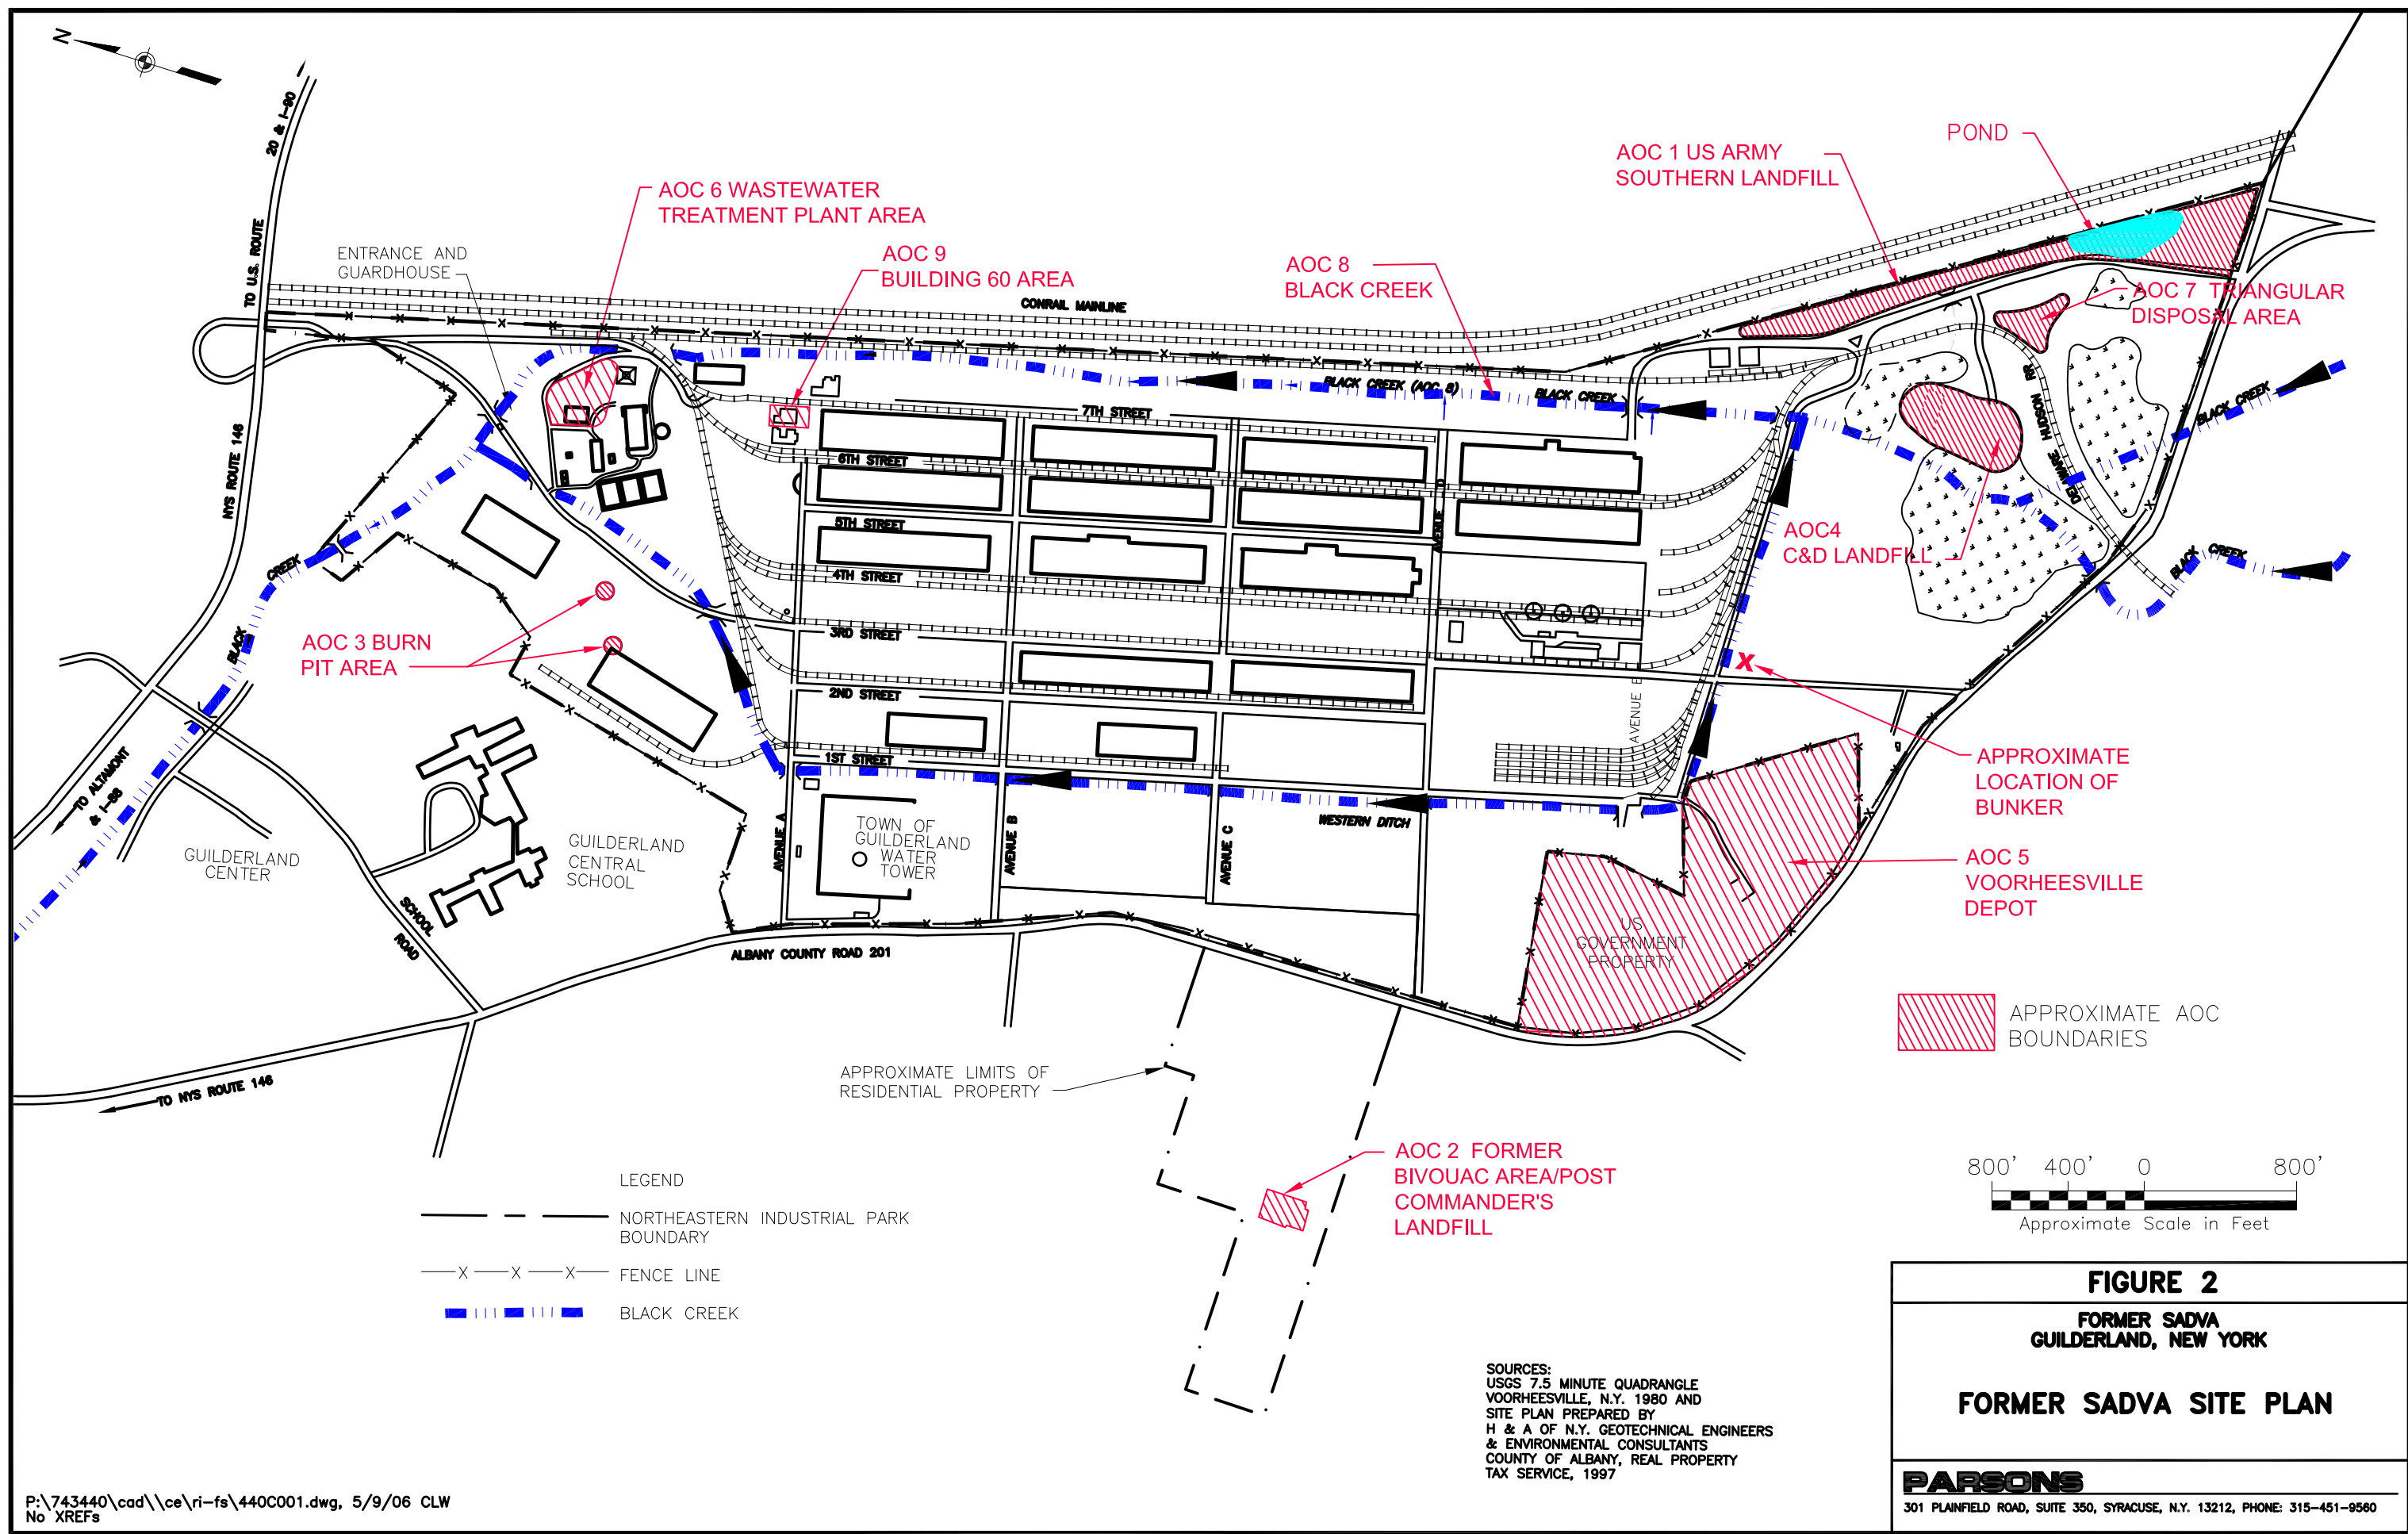 N
20 & I-90
TO U.S. ROUTE
NYS ROUTE 146
ENTRANCE AND
GUARDHOUSE
AOC 6 WASTEWATER
TREATMENT PLANT AREA
AOC 9
BUILDING 60 AREA
AOC 8
BLACK CREEK
AOC 1 US ARMY
SOUTHERN LANDFILL
POND
AOC 7 TRIANGULAR
DISPOSAL AREA
CONRAIL MAINLINE
BLACK CREEK (AOC 8)
BLACK CREEK
BLACK CREEK
BLACK CREEK
DELAWARE HUDSON RR
AOC4
C&D LANDFILL
7TH STREET
6TH STREET
5TH STREET
4TH STREET
3RD STREET
2ND STREET
1ST STREET
AVENUE A
AVENUE B
AVENUE C
AVENUE D
AVENUE E
WESTERN DITCH
BLACK
CREEK
AOC 3 BURN
PIT AREA
TO ALTAMONT
& I-88
GUILDERLAND
CENTER
GUILDERLAND
CENTRAL
SCHOOL
SCHOOL
ROAD
TOWN OF
GUILDERLAND
WATER
TOWER
ALBANY COUNTY ROAD 201
TO NYS ROUTE 146
X
APPROXIMATE
LOCATION OF
BUNKER
AOC 5
VOORHEESVILLE
DEPOT
US
GOVERNMENT
PROPERTY
APPROXIMATE AOC
BOUNDARIES
APPROXIMATE LIMITS OF
RESIDENTIAL PROPERTY
AOC 2 FORMER
BIVOUAC AREA/POST
COMMANDER'S
LANDFILL
LEGEND
NORTHEASTERN INDUSTRIAL PARK
BOUNDARY
X X X FENCE LINE
BLACK CREEK
800' 400' 0 800'
Approximate Scale in Feet
SOURCES:
USGS 7.5 MINUTE QUADRANGLE
VOORHEESVILLE, N.Y. 1980 AND
SITE PLAN PREPARED BY
H & A OF N.Y. GEOTECHNICAL ENGINEERS
& ENVIRONMENTAL CONSULTANTS
COUNTY OF ALBANY, REAL PROPERTY
TAX SERVICE, 1997
FIGURE 2
FORMER SADVA
GUILDERLAND, NEW YORK
FORMER SADVA SITE PLAN
PARSONS
301 PLAINFIELD ROAD, SUITE 350, SYRACUSE, N.Y. 13212, PHONE: 315-451-9560
P:\743440\cad\\ce\ri-fs\440C001.dwg, 5/9/06 CLW
No XREFs